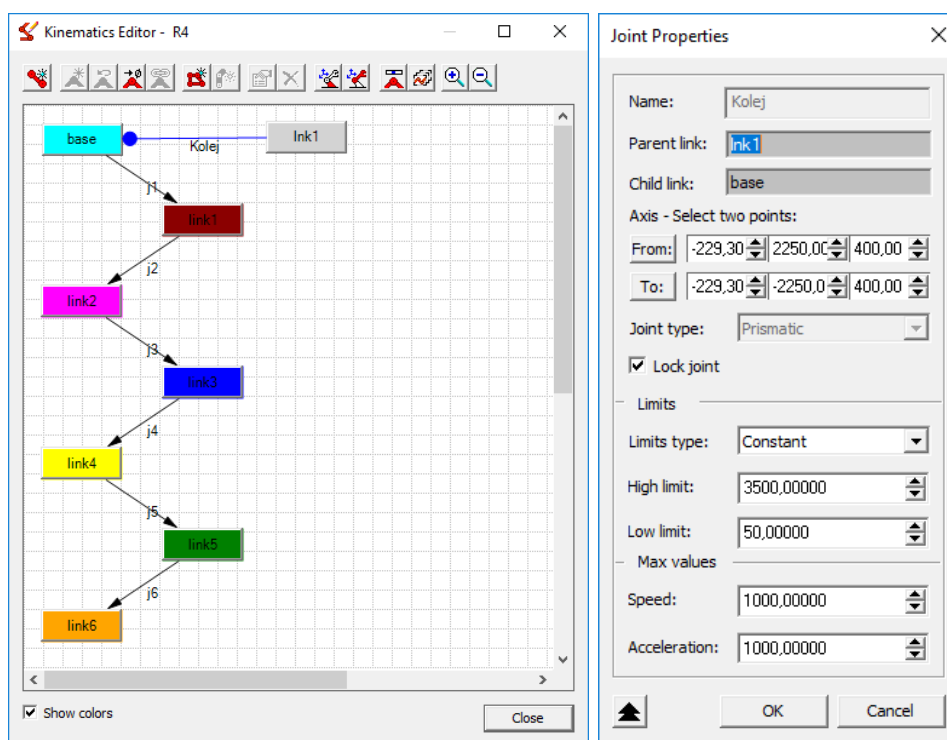 Kinematics Editor - R4
base
Kolej
lnk1
j1
link1
j2
link2
j3
link3
j4
link4
j5
link5
j6
link6
Show colors
Close
Joint Properties
Name: Kolej
Parent link: lnk1
Child link: base
Axis - Select two points:
From: -229,30 2250,00 400,00
To: -229,30 -2250,0 400,00
Joint type: Prismatic
Lock joint
Limits
Limits type: Constant
High limit: 3500,00000
Low limit: 50,00000
Max values
Speed: 1000,00000
Acceleration: 1000,00000
OK Cancel